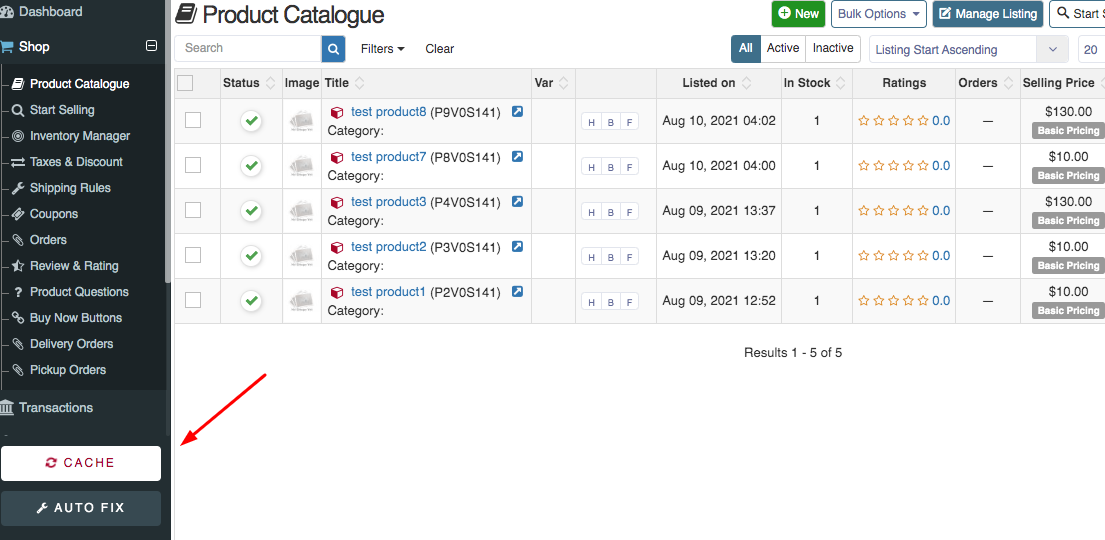 Dashboard
Shop
Product Catalogue
Start Selling
Inventory Manager
Taxes & Discount
Shipping Rules
Coupons
Orders
Review & Rating
Product Questions
Buy Now Buttons
Delivery Orders
Pickup Orders
Transactions
CACHE
AUTO FIX
Product Catalogue
New
Bulk Options
Manage Listing
Start S
Search
Filters
Clear
All Active Inactive
Listing Start Ascending
20
Status Image Title Var Listed on In Stock Ratings Orders Selling Price
test product8 (P9V0S141) H B F Aug 10, 2021 04:02 1 0.0 — $130.00
Category: Basic Pricing
test product7 (P8V0S141) H B F Aug 10, 2021 04:00 1 0.0 — $10.00
Category: Basic Pricing
test product3 (P4V0S141) H B F Aug 09, 2021 13:37 1 0.0 — $130.00
Category: Basic Pricing
test product2 (P3V0S141) H B F Aug 09, 2021 13:20 1 0.0 — $10.00
Category: Basic Pricing
test product1 (P2V0S141) H B F Aug 09, 2021 12:52 1 0.0 — $10.00
Category: Basic Pricing
Results 1 - 5 of 5